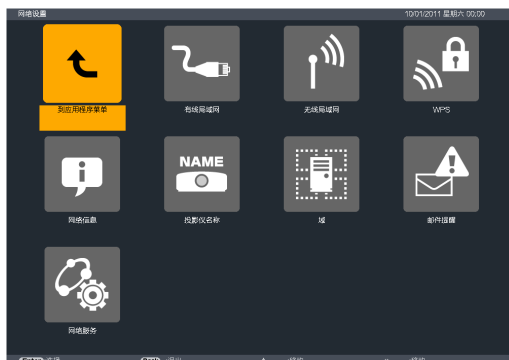 网络设置
10/01/2011 星期六 00:00
到应用程序菜单
有线局域网
无线局域网
WPS
网络信息
NAME
投影仪名称
域
邮件提醒
网络服务